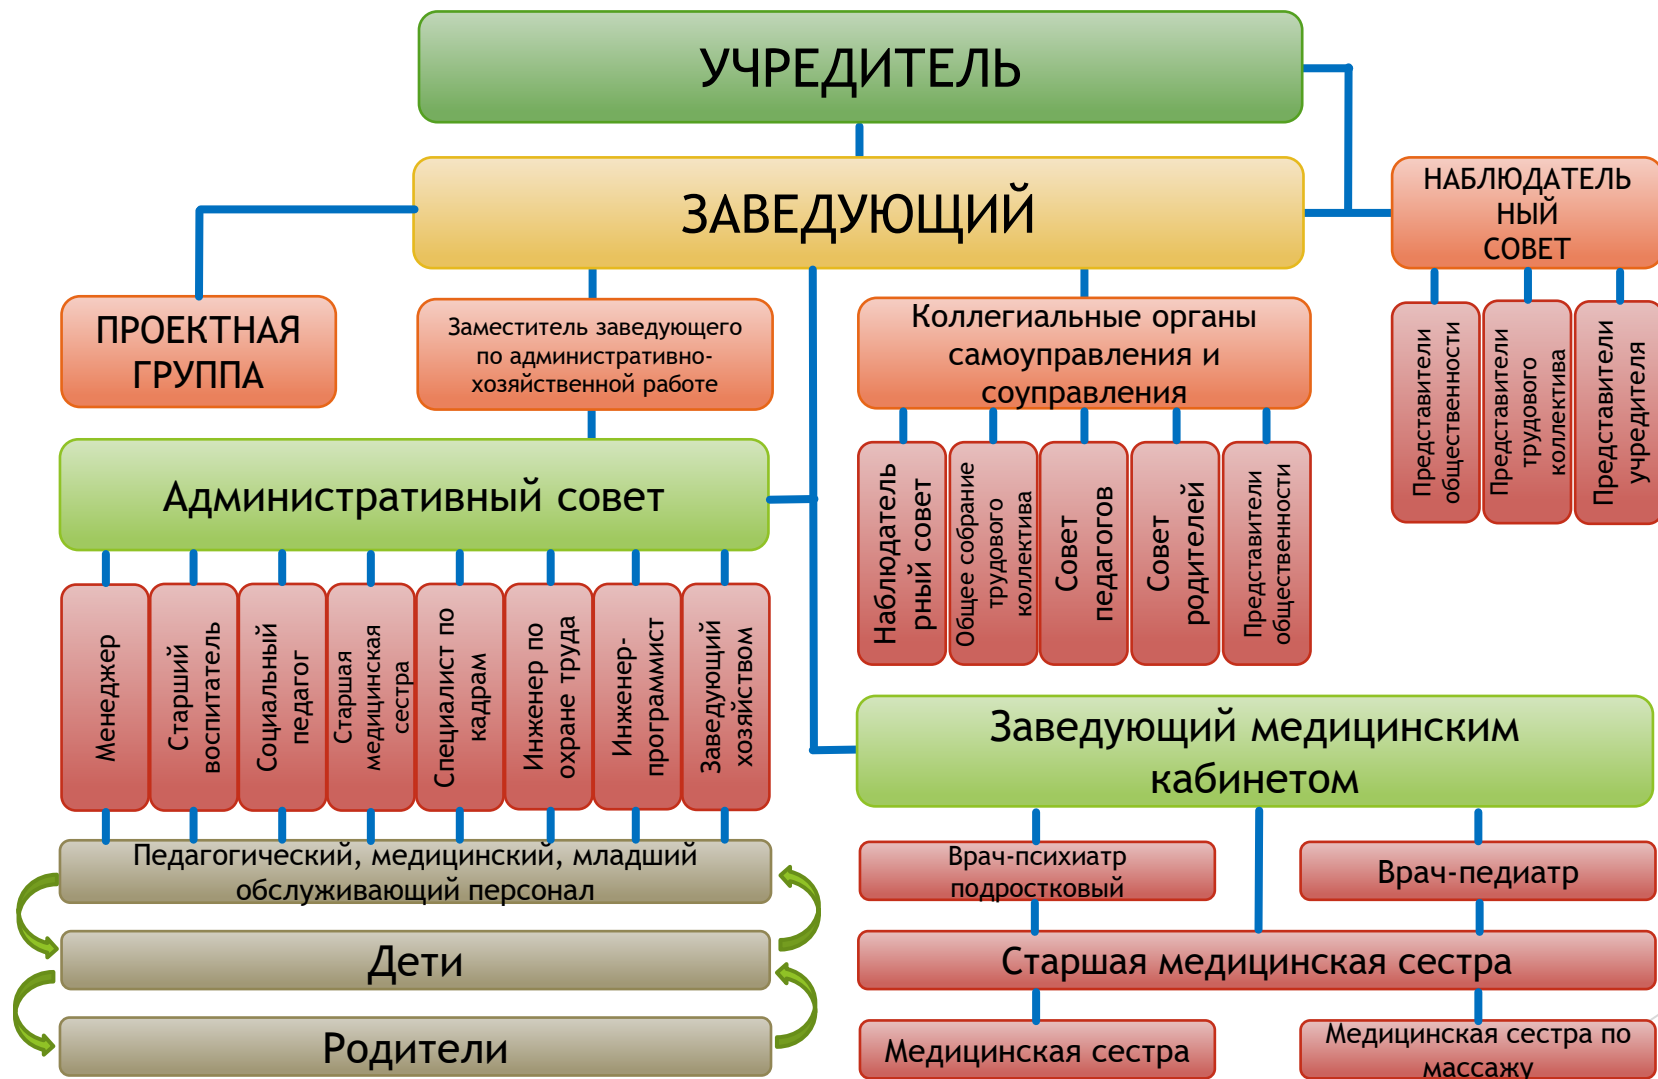 УЧРЕДИТЕЛЬ
ЗАВЕДУЮЩИЙ
НАБЛЮДАТЕЛЬ
НЫЙ
СОВЕТ
ПРОЕКТНАЯ
ГРУППА
Заместитель заведующего
по административно-
хозяйственной работе
Коллегиальные органы
самоуправления и
соуправления
Представители
общественности
Представители
трудового
коллектива
Представители
учредителя
Административный совет
Наблюдатель
рный совет
Общее собрание
трудового
коллектива
Совет
педагогов
Совет
родителей
Представители
общественности
Менеджер
Старший
воспитатель
Социальный
педагог
Старшая
медицинская
сестра
Специалист по
кадрам
Инженер по
охране труда
Инженер-
программист
Заведующий
хозяйством
Заведующий медицинским
кабинетом
Педагогический, медицинский, младший
обслуживающий персонал
Врач-психиатр
подростковый
Врач-педиатр
Дети
Старшая медицинская сестра
Родители
Медицинская сестра
Медицинская сестра по
массажу